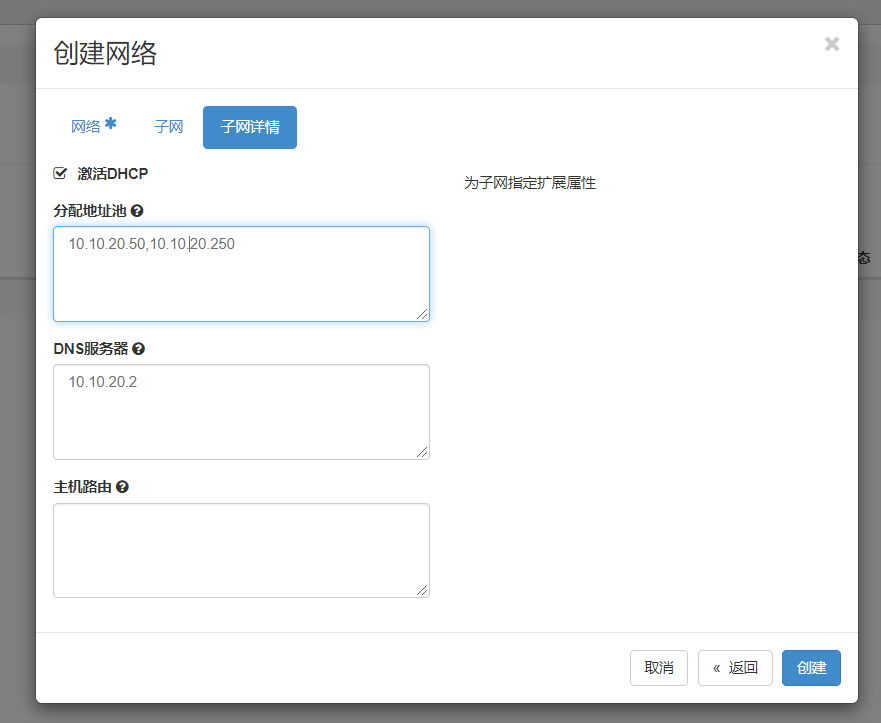 创建网络
网络 子网 子网详情
激活DHCP
为子网指定扩展属性
分配地址池
10.10.20.50,10.10.20.250
态
DNS服务器
10.10.20.2
主机路由
取消 « 返回 创建